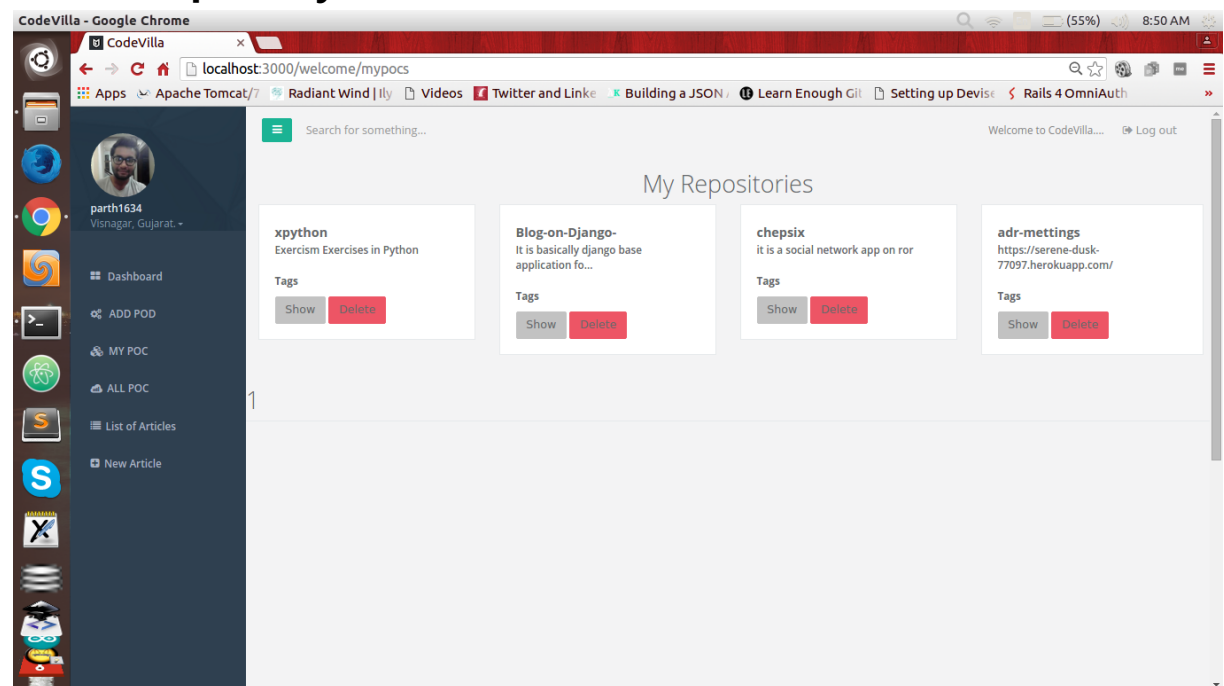 CodeVilla - Google Chrome
(55%)
8:50 AM
CodeVilla
localhost:3000/welcome/mypocs
Apps
Apache Tomcat/7
Radiant Wind | Ily
Videos
Twitter and Linke
Building a JSON
Learn Enough Git
Setting up Devise
Rails 4 OmniAuth
Search for something...
Welcome to CodeVilla....
Log out
parth1634
Visnagar, Gujarat.
Dashboard
ADD POD
MY POC
ALL POC
List of Articles
New Article
My Repositories
xpython
Exercism Exercises in Python
Tags
Show
Delete
Blog-on-Django-
It is basically django base
application fo...
Tags
Show
Delete
chepsix
it is a social network app on ror
Tags
Show
Delete
adr-mettings
https://serene-dusk-
77097.herokuapp.com/
Tags
Show
Delete
1